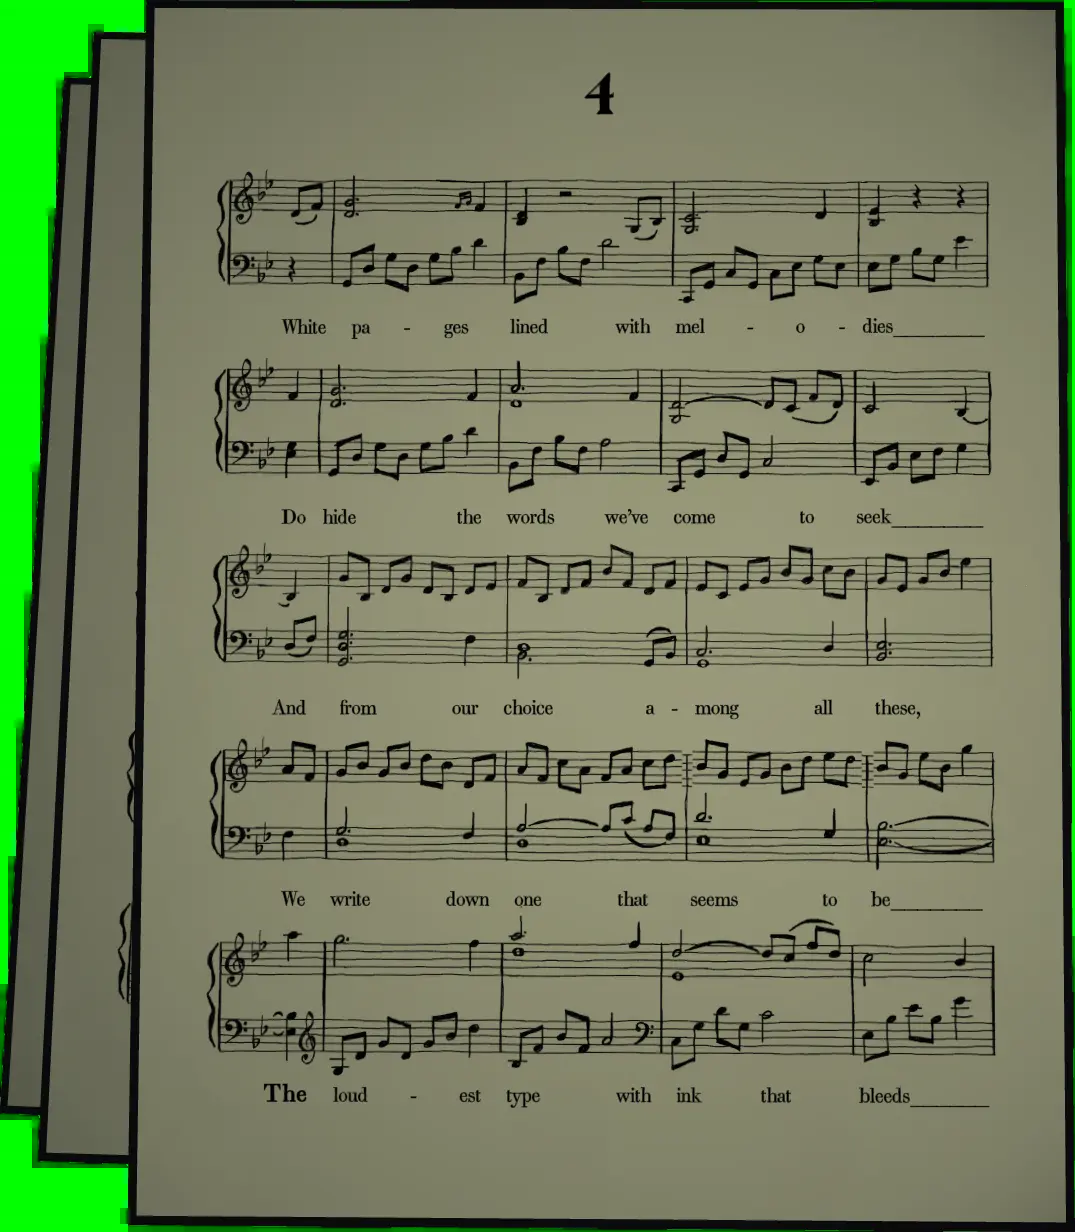 4
White pa - ges lined with mel - o - dies________
Do hide the words we've come to seek________
And from our choice a - mong all these,
We write down one that seems to be________
The loud - est type with ink that bleeds________